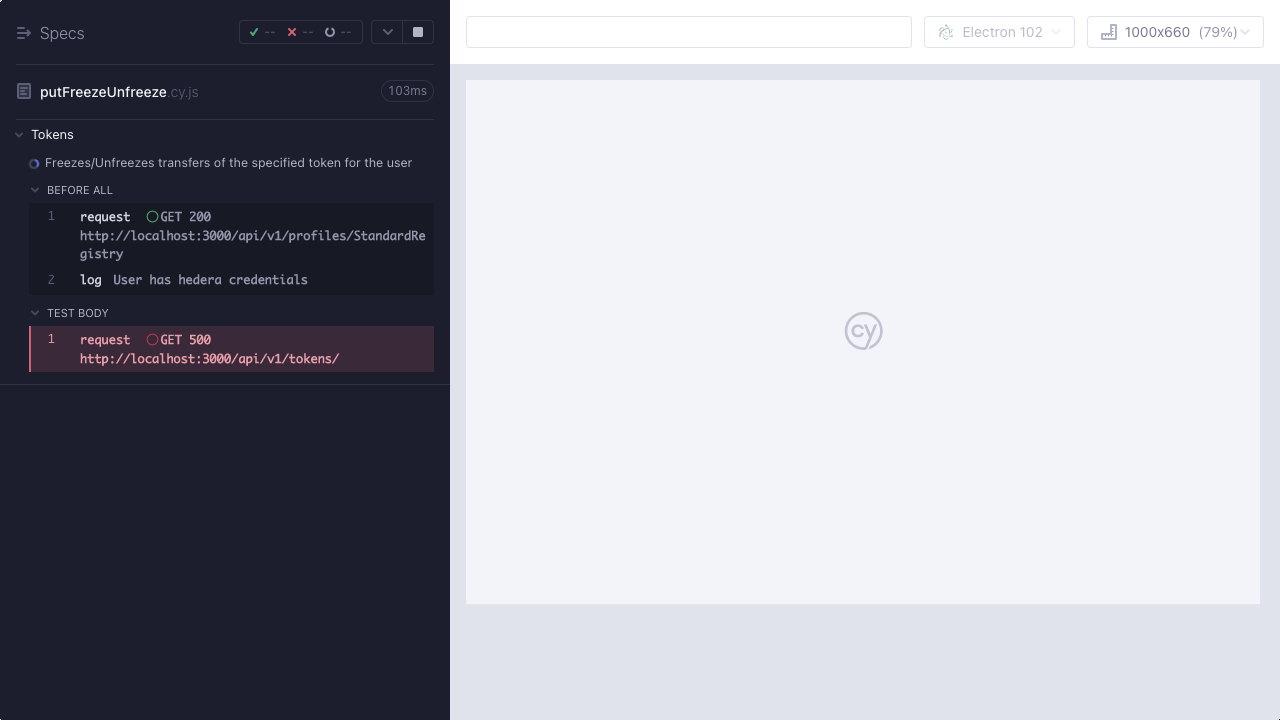 Specs
-- -- --
putFreezeUnfreeze.cy.js
103ms
Tokens
Freezes/Unfreezes transfers of the specified token for the user
BEFORE ALL
1 request GET 200
http://localhost:3000/api/v1/profiles/StandardRe
gistry
2 log User has hedera credentials
TEST BODY
1 request GET 500
http://localhost:3000/api/v1/tokens/
Electron 102
1000x660 (79%)
cy